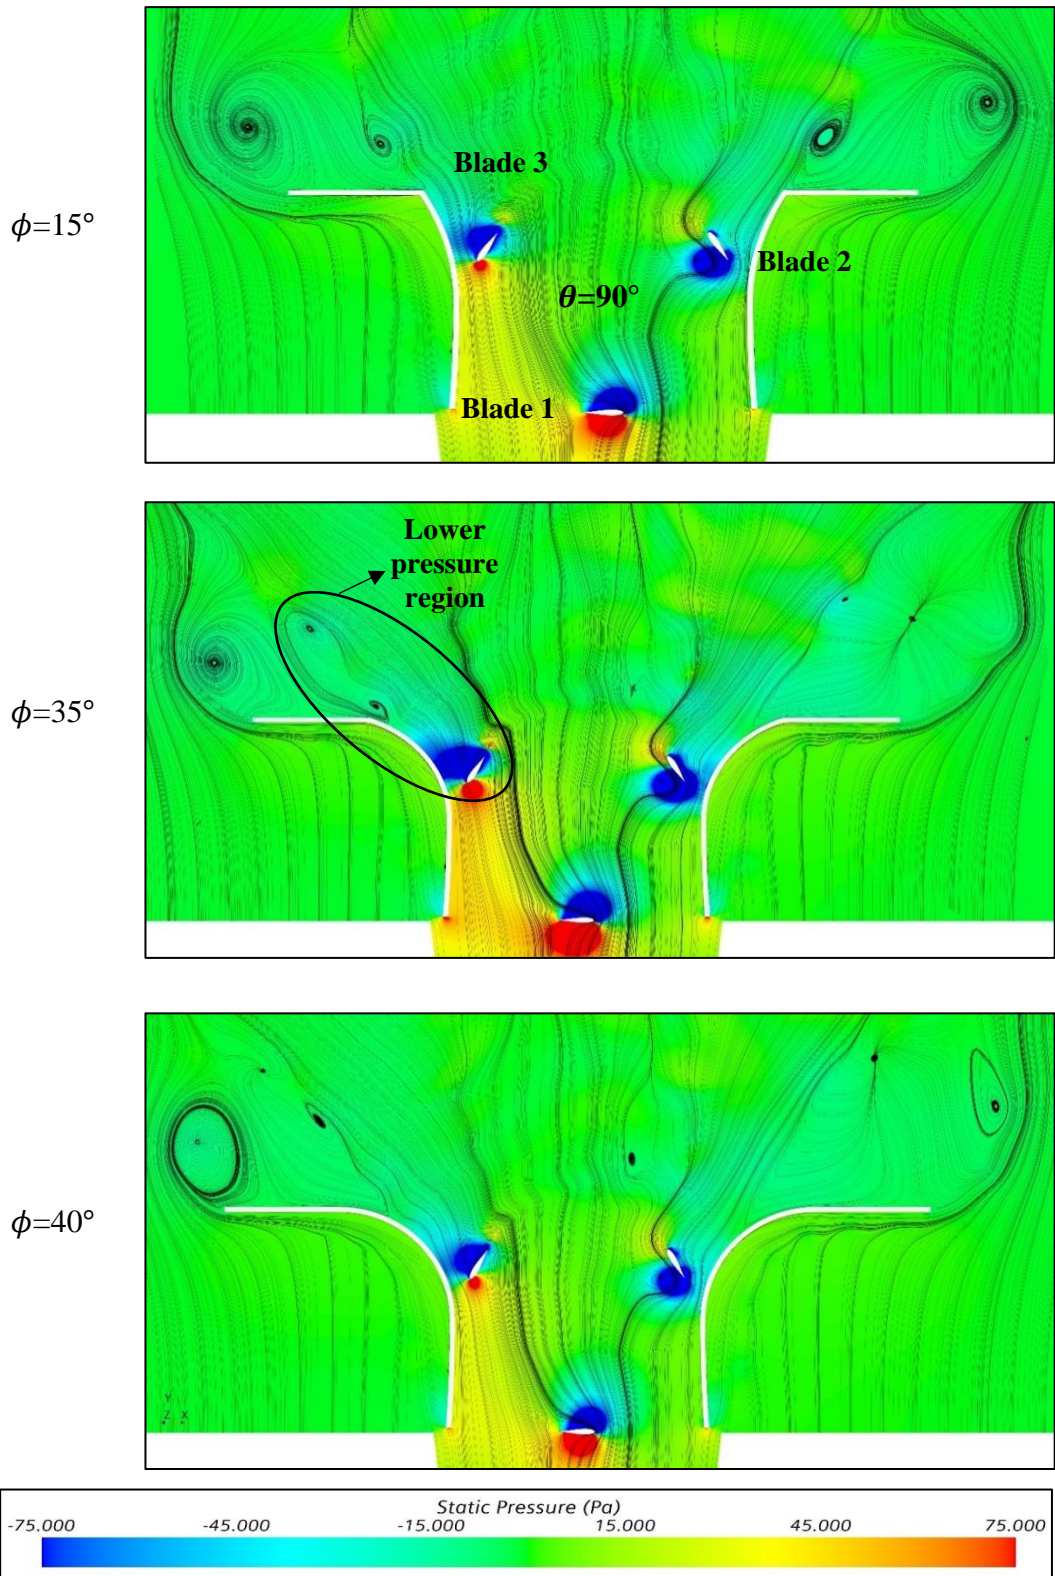 Blade 3
ϕ=15°
Blade 2
θ=90°
Blade 1
Lower
pressure
region
ϕ=35°
ϕ=40°
Y
Z X
Static Pressure (Pa)
-75.000 -45.000 -15.000 15.000 45.000 75.000